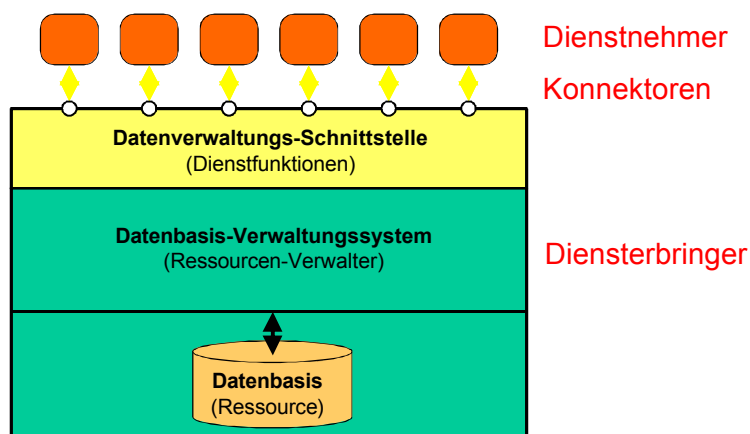 Dienstnehmer
Konnektoren
Datenverwaltungs-Schnittstelle
(Dienstfunktionen)
Datenbasis-Verwaltungssystem
(Ressourcen-Verwalter)
Diensterbringer
Datenbasis
(Ressource)